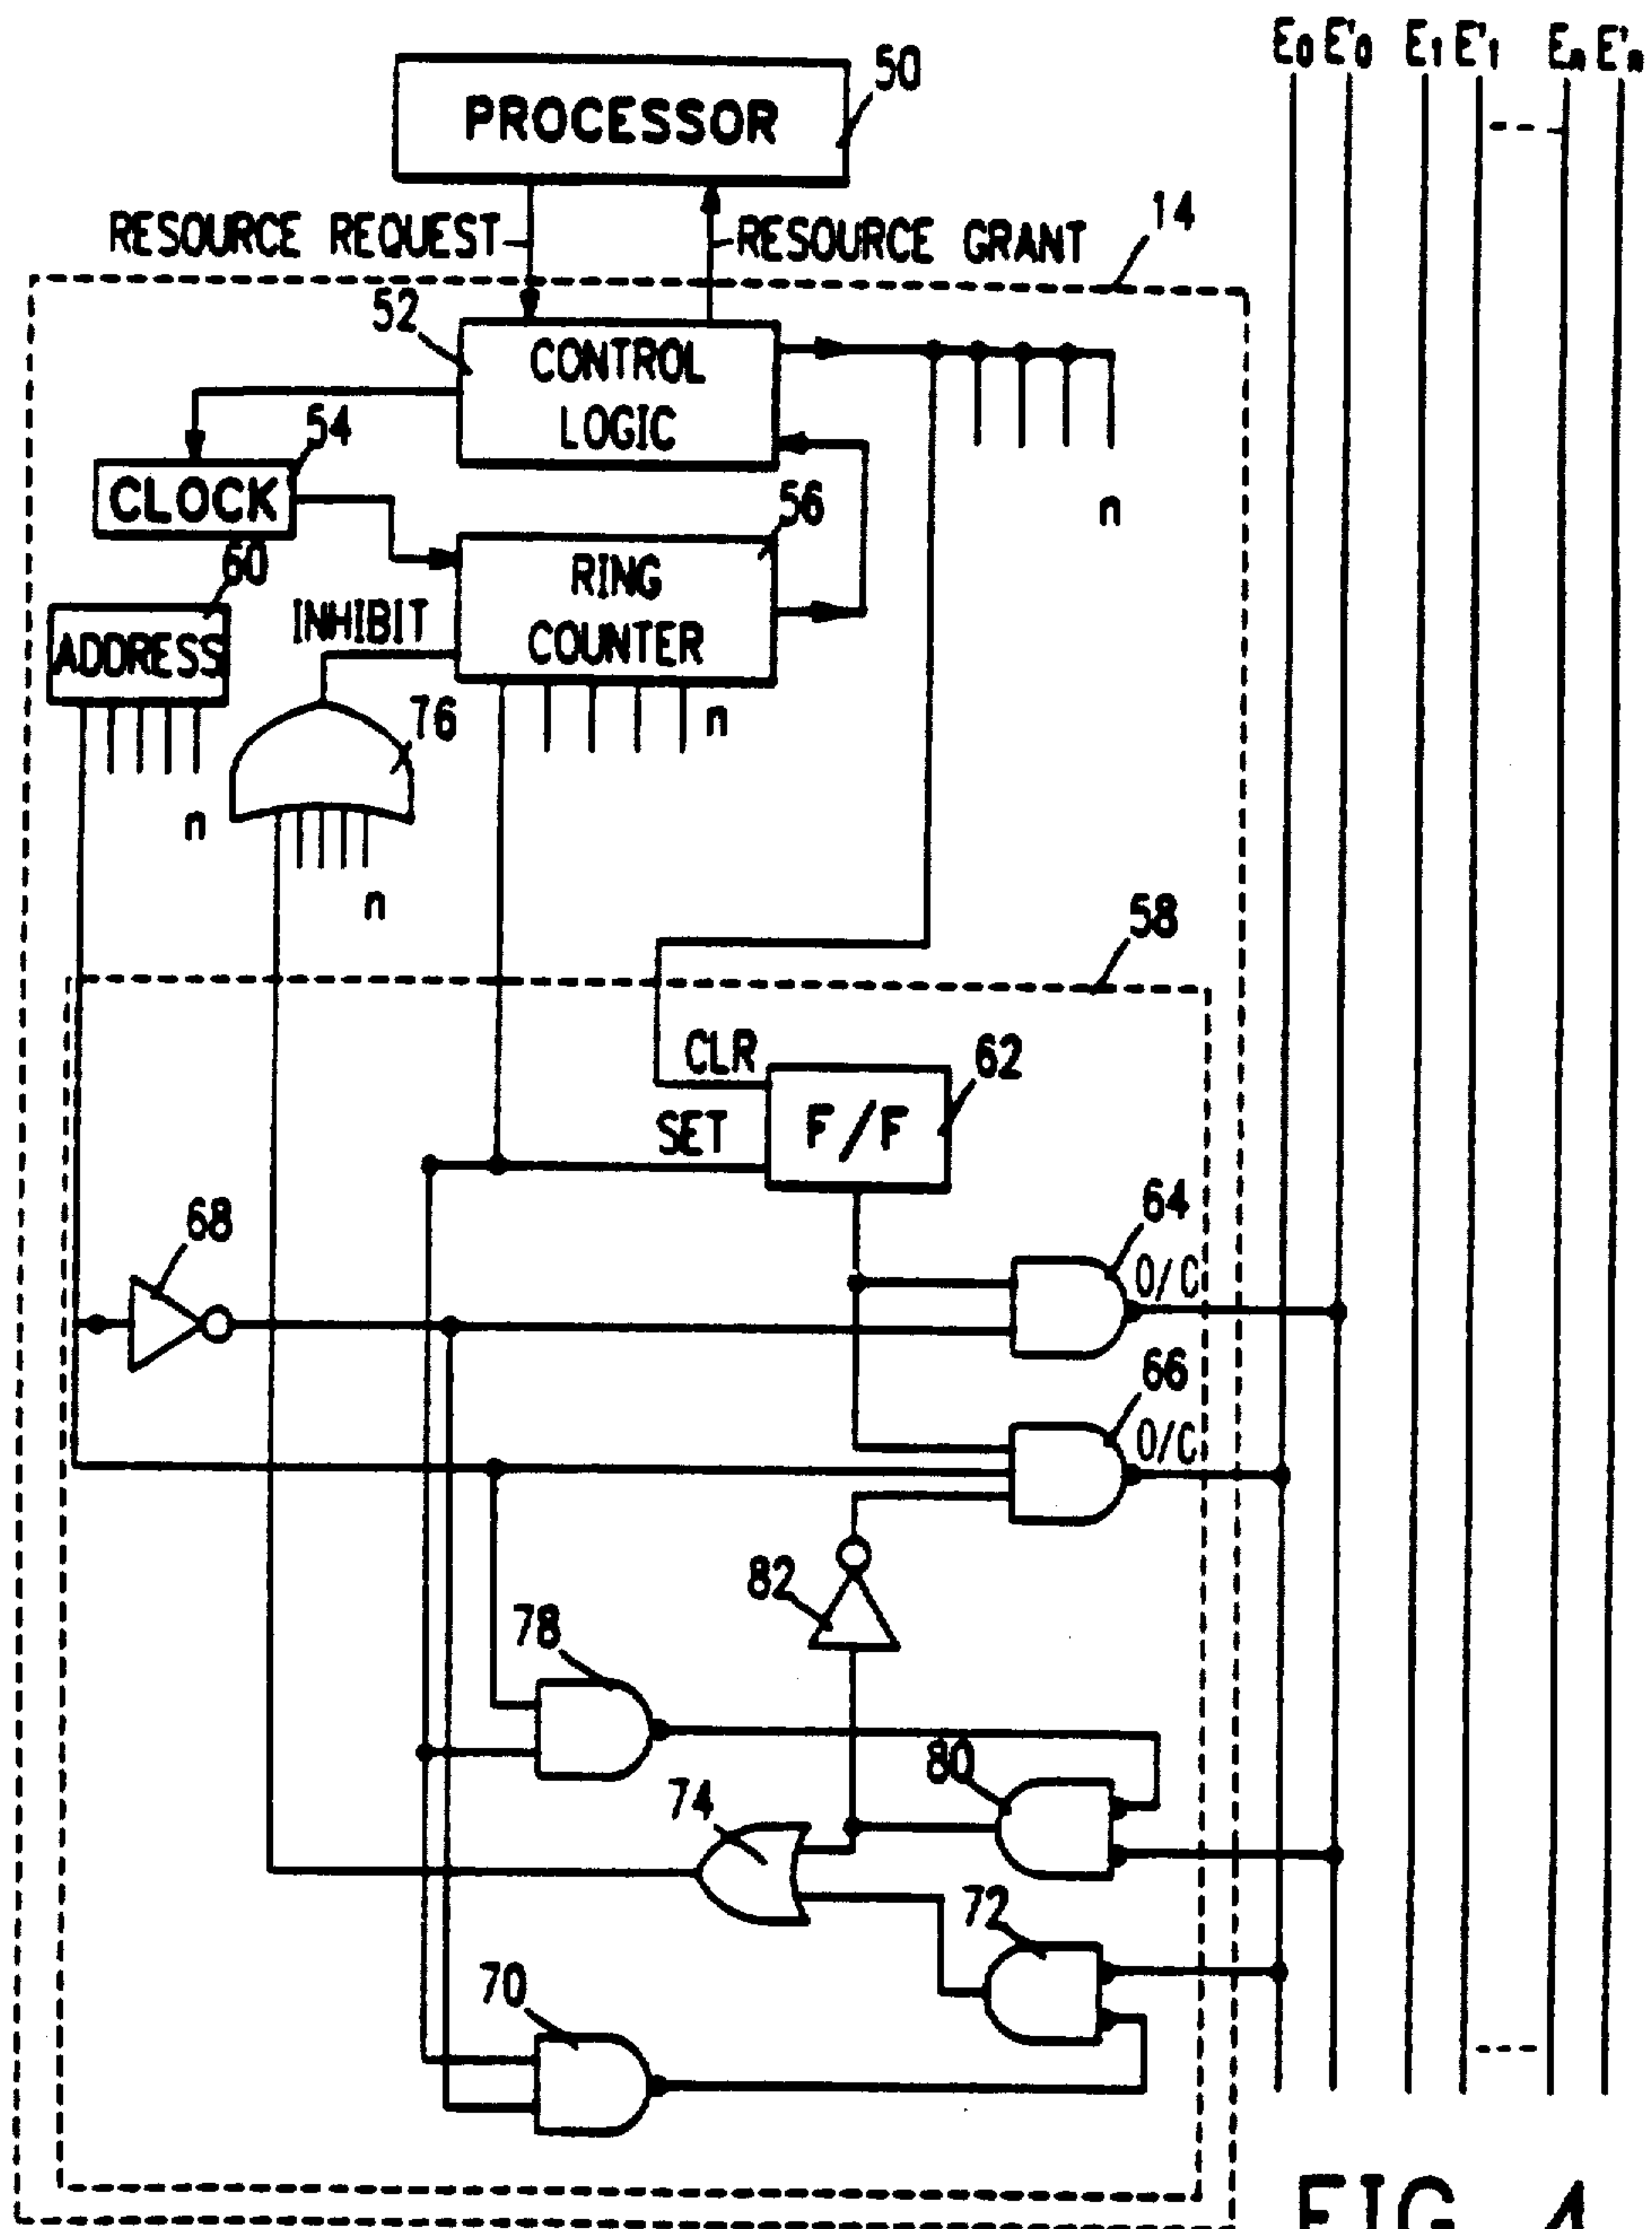 E0 E'0 E1 E'1 En E'n
50
PROCESSOR
14
RESOURCE REQUEST
RESOURCE GRANT
52
CONTROL
LOGIC
54
CLOCK
n
56
60
RING
COUNTER
INHIBIT
ADDRESS
76
n
n
n
58
CLR
62
F/F
SET
68
64
O/C
66
O/C
82
78
80
74
72
70
FIG. 4